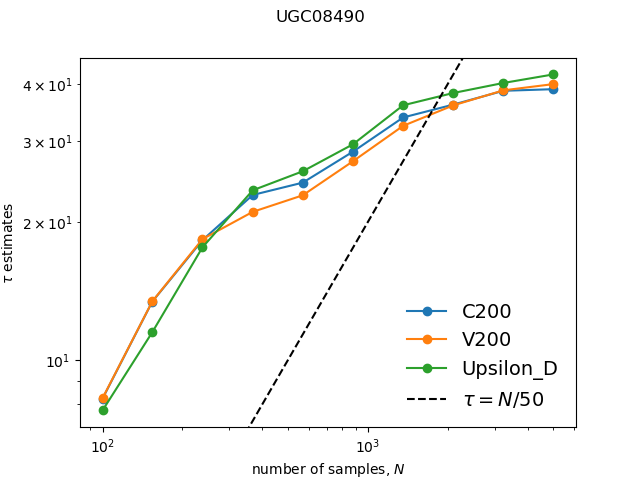 UGC08490
τ estimates
4 × 10¹
3 × 10¹
2 × 10¹
10¹
C200
V200
Upsilon_D
τ = N/50
10²
10³
number of samples, N